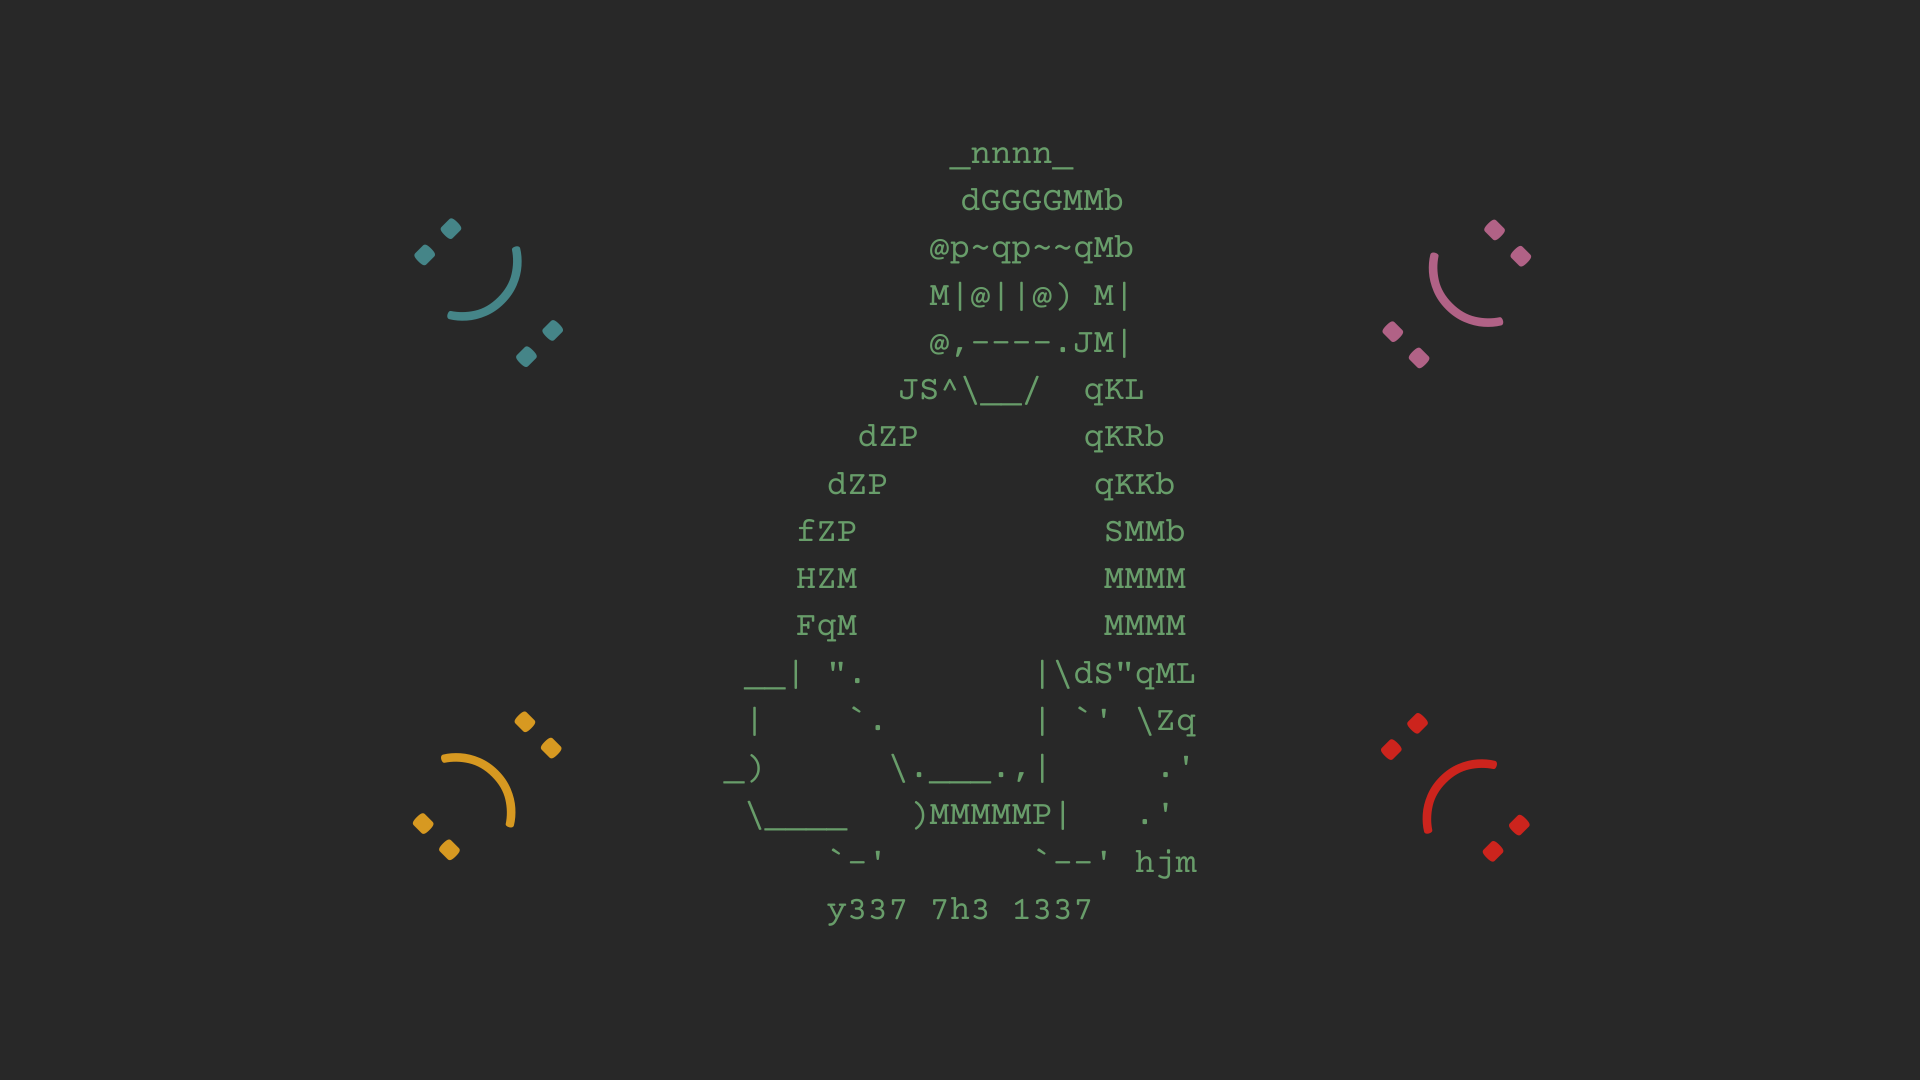 _nnnn_
dGGGGMMb
@p~qp~~qMb
M|@||@) M|
@,----.JM|
JS^\__/  qKL
dZP                qKRb
dZP                    qKKb
fZP                        SMMb
HZM                        MMMM
FqM                        MMMM
__| ".                 |\dS"qML
|         `.               | `' \Zq
_)             \.___.,|           .'
\____      )MMMMMP|       .'
`-'               `--' hjm
y337 7h3 1337